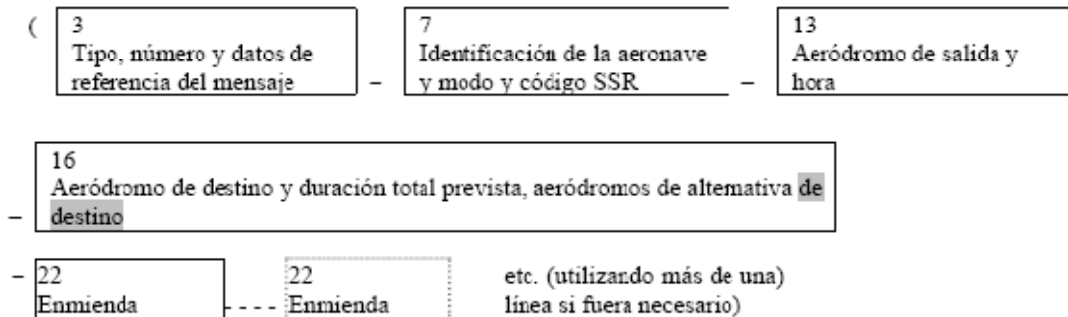 ( 3 7 13
Tipo, número y datos de Identificación de la aeronave Aeródromo de salida y
referencia del mensaje – y modo y código SSR – hora
16
Aeródromo de destino y duración total prevista, aeródromos de alternativa de
– destino
– 22 22 etc. (utilizando más de una)
Enmienda ---- Enmienda línea si fuera necesario)